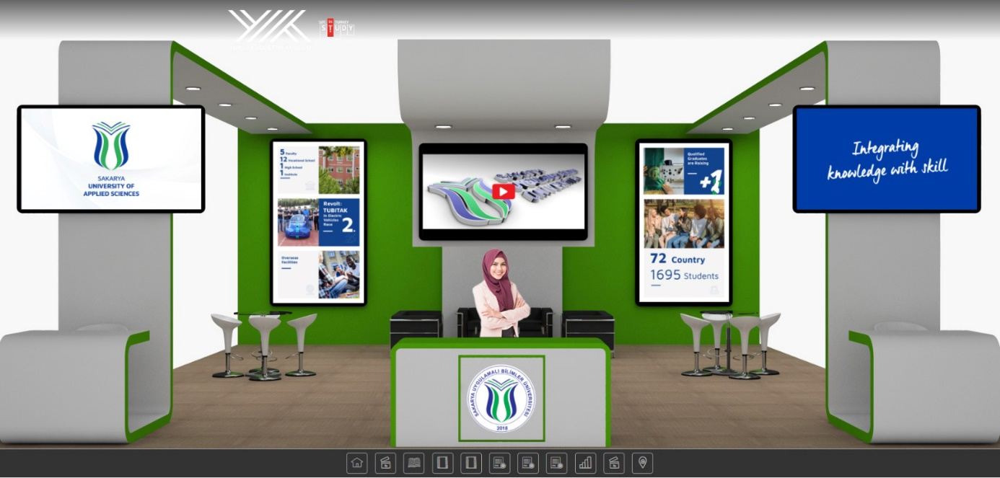 IN TURKEY
STUDY
SAKARYA
UNIVERSITY OF
APPLIED SCIENCES
5 Faculty
12 Vocational School
1 High School
1 Institute
Revolt:
TUBITAK
in Electric
Vehicles
Race
2.
Overseas
Facilities
Qualified
Graduates
are Raising
+1
72 Country
1695 Students
Integrating
knowledge with skill
SAKARYA UYGULAMALI BİLİMLER ÜNİVERSİTESİ
2018